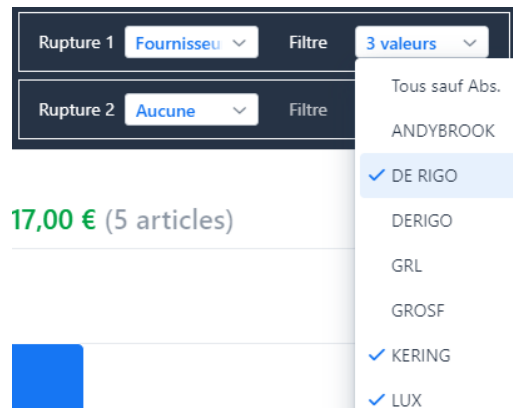 Rupture 1 Fournisseu Filtre 3 valeurs
Rupture 2 Aucune Filtre
Tous sauf Abs.
ANDYBROOK
DE RIGO
DERIGO
GRL
GROSF
KERING
LUX
17,00 € (5 articles)